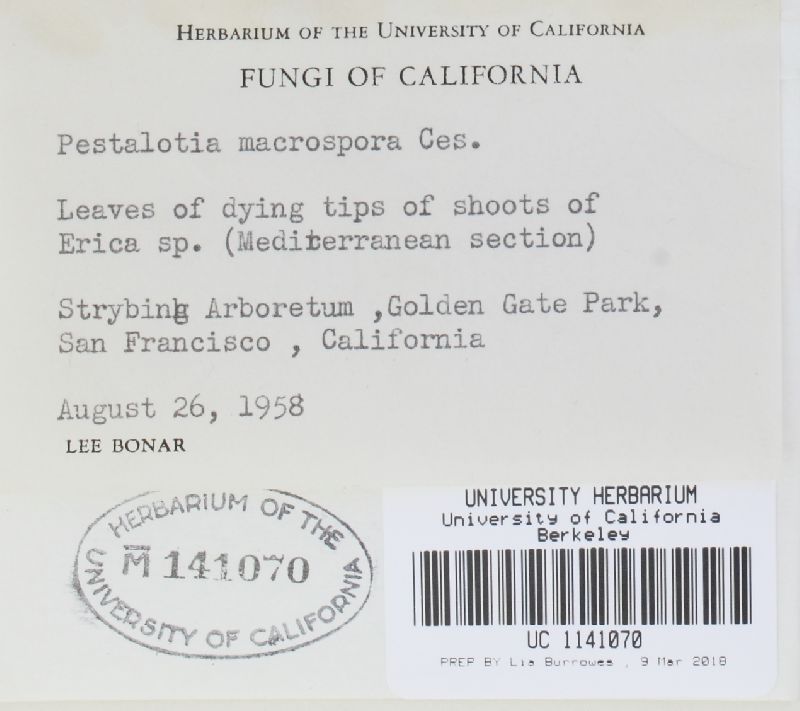 HERBARIUM OF THE UNIVERSITY OF CALIFORNIA
FUNGI OF CALIFORNIA
Pestalotia macrospora Ces.
Leaves of dying tips of shoots of
Erica sp. (Mediterranean section)
Strybing Arboretum ,Golden Gate Park,
San Francisco , California
August 26, 1958
LEE BONAR
HERBARIUM OF THE
M 141070
UNIVERSITY OF CALIFORNIA
UNIVERSITY HERBARIUM
University of California
Berkeley
UC 1141070
PREP BY Lia Burrowes , 9 Mar 2018